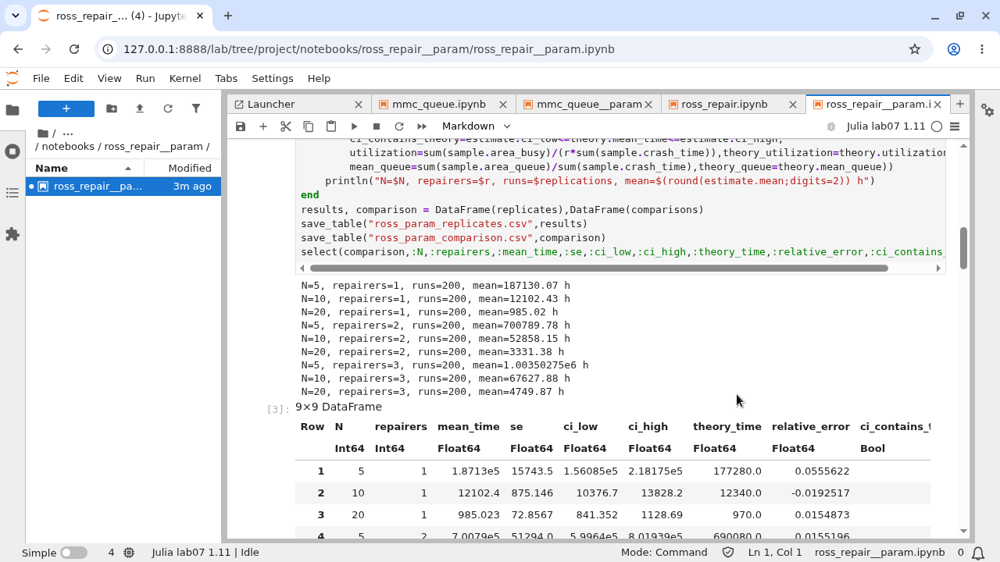 ross_repair_… (4) - Jupyte
127.0.0.1:8888/lab/tree/project/notebooks/ross_repair__param/ross_repair__param.ipynb
File Edit View Run Kernel Tabs Settings Help
/ …
/ notebooks / ross_repair__param /
Name Modified
ross_repair__pa… 3m ago
Launcher mmc_queue.ipynb mmc_queue__param ross_repair.ipynb ross_repair__param.i
Markdown Julia lab07 1.11
ci_contains_theory=estimate.ci_low<=theory.mean_time<=estimate.ci_high,
utilization=sum(sample.area_busy)/(r*sum(sample.crash_time)),theory_utilization=theory.utilization
mean_queue=sum(sample.area_queue)/sum(sample.crash_time),theory_queue=theory.mean_queue))
println("N=$N, repairers=$r, runs=$replications, mean=$(round(estimate.mean;digits=2)) h")
end
results, comparison = DataFrame(replicates),DataFrame(comparisons)
save_table("ross_param_replicates.csv",results)
save_table("ross_param_comparison.csv",comparison)
select(comparison,:N,:repairers,:mean_time,:se,:ci_low,:ci_high,:theory_time,:relative_error,:ci_contains_
N=5, repairers=1, runs=200, mean=187130.07 h
N=10, repairers=1, runs=200, mean=12102.43 h
N=20, repairers=1, runs=200, mean=985.02 h
N=5, repairers=2, runs=200, mean=700789.78 h
N=10, repairers=2, runs=200, mean=52858.15 h
N=20, repairers=2, runs=200, mean=3331.38 h
N=5, repairers=3, runs=200, mean=1.00350275e6 h
N=10, repairers=3, runs=200, mean=67627.88 h
N=20, repairers=3, runs=200, mean=4749.87 h
[3]: 9×9 DataFrame
Row N repairers mean_time se ci_low ci_high theory_time relative_error ci_contains_t
Int64 Int64 Float64 Float64 Float64 Float64 Float64 Float64 Bool
1 5 1 1.8713e5 15743.5 1.56085e5 2.18175e5 177280.0 0.0555622
2 10 1 12102.4 875.146 10376.7 13828.2 12340.0 -0.0192517
3 20 1 985.023 72.8567 841.352 1128.69 970.0 0.0154873
4 5 2 7.0079e5 51294.0 5.9964e5 8.01939e5 690080.0 0.0155196
Simple 4 Julia lab07 1.11 | Idle Mode: Command Ln 1, Col 1 ross_repair__param.ipynb 0